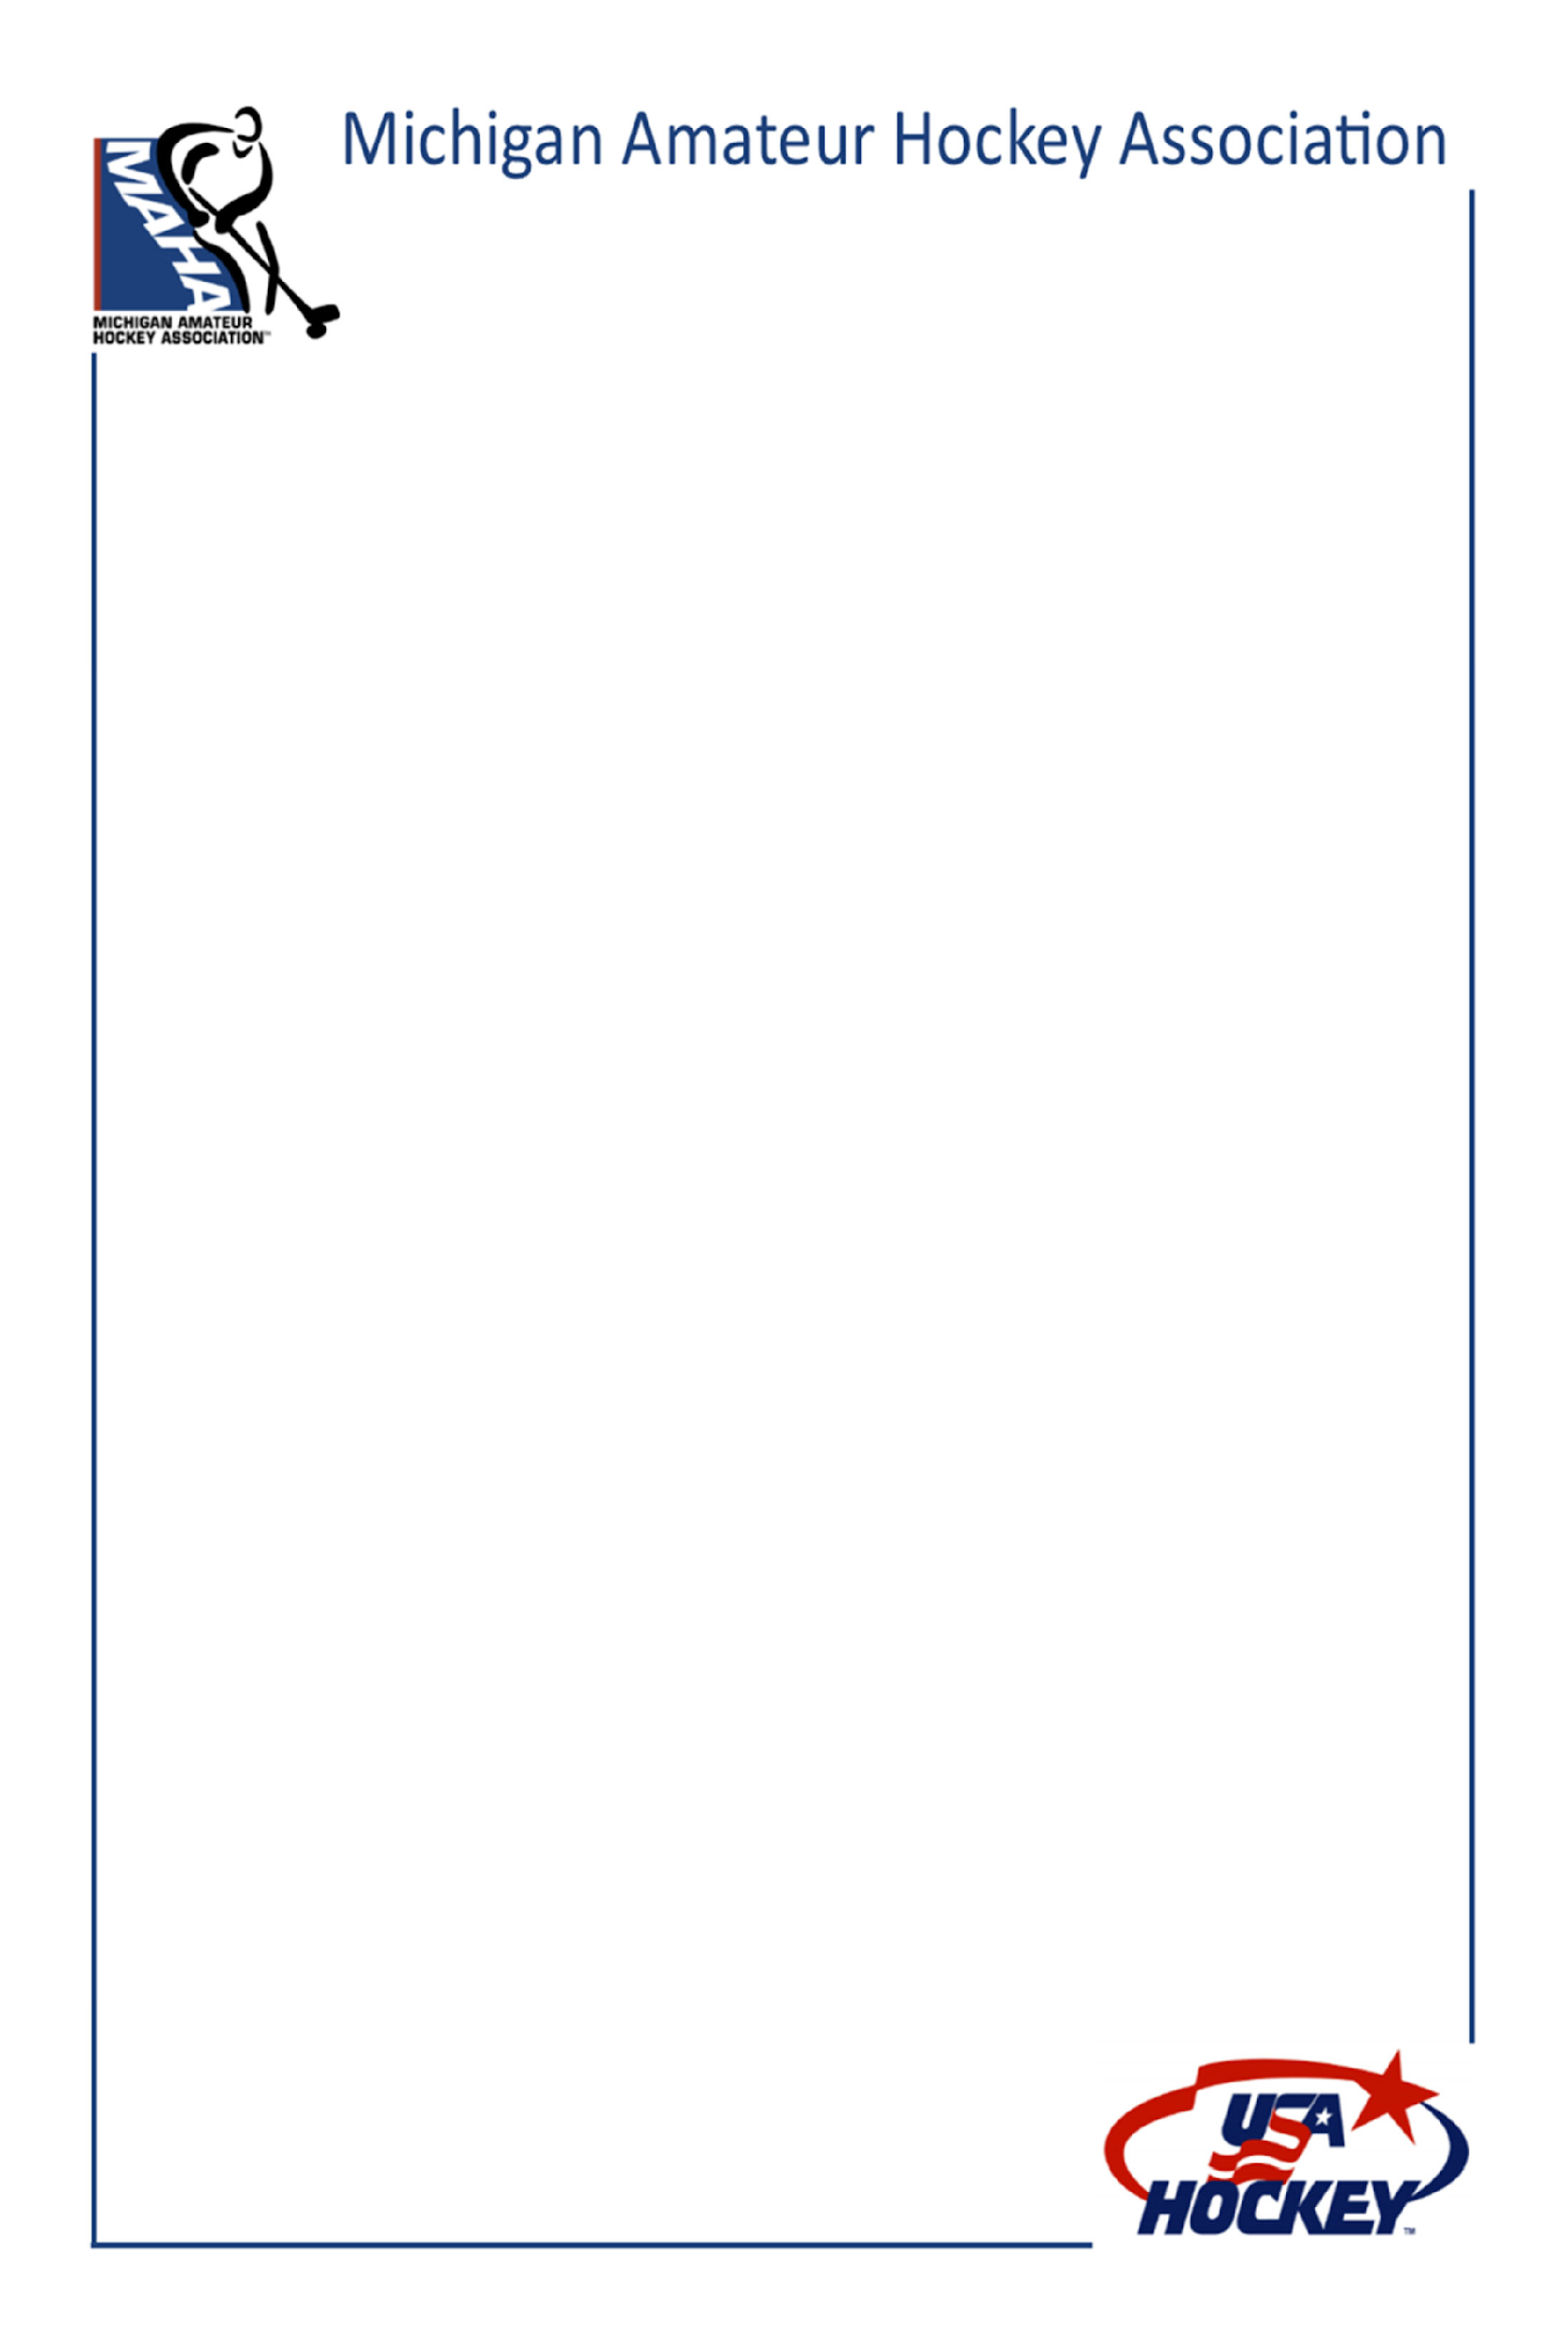 Michigan Amateur Hockey Association
MAHA
MICHIGAN AMATEUR
HOCKEY ASSOCIATION™
USA
HOCKEY™